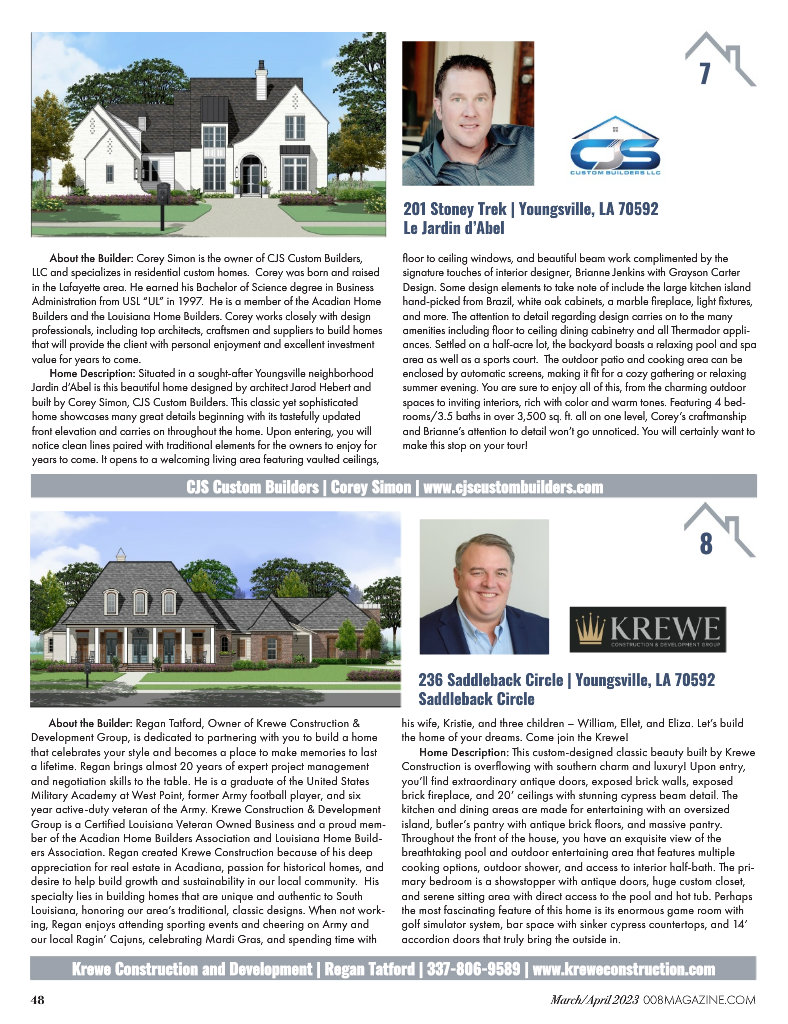 7
CJS
CUSTOM BUILDERS LLC
201 Stoney Trek | Youngsville, LA 70592
Le Jardin d’Abel
About the Builder: Corey Simon is the owner of CJS Custom Builders,
LLC and specializes in residential custom homes.  Corey was born and raised
in the Lafayette area. He earned his Bachelor of Science degree in Business
Administration from USL “UL” in 1997.  He is a member of the Acadian Home
Builders and the Louisiana Home Builders. Corey works closely with design
professionals, including top architects, craftsmen and suppliers to build homes
that will provide the client with personal enjoyment and excellent investment
value for years to come.
Home Description: Situated in a sought-after Youngsville neighborhood
Jardin d’Abel is this beautiful home designed by architect Jarod Hebert and
built by Corey Simon, CJS Custom Builders. This classic yet sophisticated
home showcases many great details beginning with its tastefully updated
front elevation and carries on throughout the home. Upon entering, you will
notice clean lines paired with traditional elements for the owners to enjoy for
years to come. It opens to a welcoming living area featuring vaulted ceilings,
floor to ceiling windows, and beautiful beam work complimented by the
signature touches of interior designer, Brianne Jenkins with Grayson Carter
Design. Some design elements to take note of include the large kitchen island
hand-picked from Brazil, white oak cabinets, a marble fireplace, light fixtures,
and more. The attention to detail regarding design carries on to the many
amenities including floor to ceiling dining cabinetry and all Thermador appli-
ances. Settled on a half-acre lot, the backyard boasts a relaxing pool and spa
area as well as a sports court.  The outdoor patio and cooking area can be
enclosed by automatic screens, making it fit for a cozy gathering or relaxing
summer evening. You are sure to enjoy all of this, from the charming outdoor
spaces to inviting interiors, rich with color and warm tones. Featuring 4 bed-
rooms/3.5 baths in over 3,500 sq. ft. all on one level, Corey’s craftmanship
and Brianne’s attention to detail won’t go unnoticed. You will certainly want to
make this stop on your tour!
CJS Custom Builders | Corey Simon | www.cjscustombuilders.com
8
KREWE
CONSTRUCTION & DEVELOPMENT GROUP
236 Saddleback Circle | Youngsville, LA 70592
Saddleback Circle
About the Builder: Regan Tatford, Owner of Krewe Construction &
Development Group, is dedicated to partnering with you to build a home
that celebrates your style and becomes a place to make memories to last
a lifetime. Regan brings almost 20 years of expert project management
and negotiation skills to the table. He is a graduate of the United States
Military Academy at West Point, former Army football player, and six
year active-duty veteran of the Army. Krewe Construction & Development
Group is a Certified Louisiana Veteran Owned Business and a proud mem-
ber of the Acadian Home Builders Association and Louisiana Home Build-
ers Association. Regan created Krewe Construction because of his deep
appreciation for real estate in Acadiana, passion for historical homes, and
desire to help build growth and sustainability in our local community.  His
specialty lies in building homes that are unique and authentic to South
Louisiana, honoring our area’s traditional, classic designs. When not work-
ing, Regan enjoys attending sporting events and cheering on Army and
our local Ragin’ Cajuns, celebrating Mardi Gras, and spending time with
his wife, Kristie, and three children – William, Ellet, and Eliza. Let’s build
the home of your dreams. Come join the Krewe!
Home Description: This custom-designed classic beauty built by Krewe
Construction is overflowing with southern charm and luxury! Upon entry,
you’ll find extraordinary antique doors, exposed brick walls, exposed
brick fireplace, and 20’ ceilings with stunning cypress beam detail. The
kitchen and dining areas are made for entertaining with an oversized
island, butler’s pantry with antique brick floors, and massive pantry.
Throughout the front of the house, you have an exquisite view of the
breathtaking pool and outdoor entertaining area that features multiple
cooking options, outdoor shower, and access to interior half-bath. The pri-
mary bedroom is a showstopper with antique doors, huge custom closet,
and serene sitting area with direct access to the pool and hot tub. Perhaps
the most fascinating feature of this home is its enormous game room with
golf simulator system, bar space with sinker cypress countertops, and 14’
accordion doors that truly bring the outside in.
Krewe Construction and Development | Regan Tatford | 337-806-9589 | www.kreweconstruction.com
48
March/April 2023 008MAGAZINE.COM